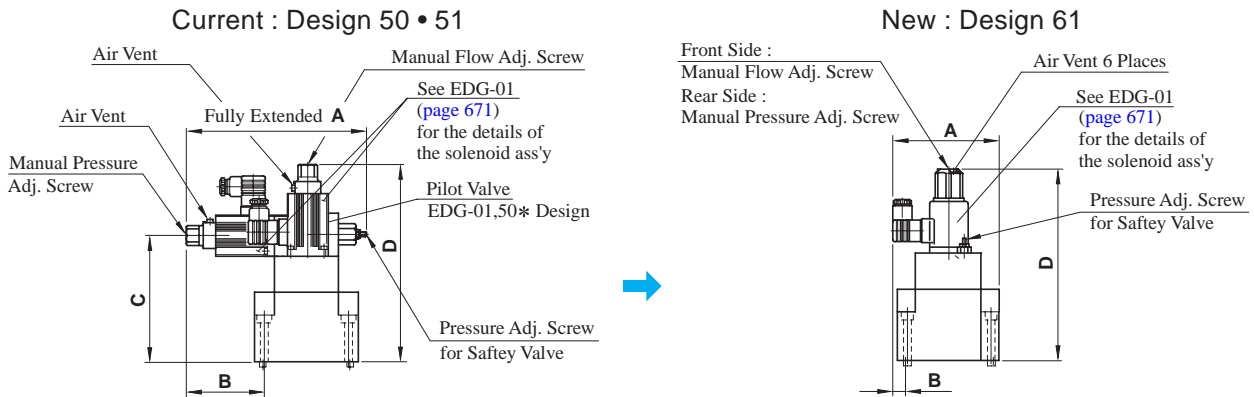 Current : Design 50 • 51
Air Vent
Manual Flow Adj. Screw
See EDG-01
(page 671)
for the details of
the solenoid ass'y
Fully Extended A
Air Vent
Manual Pressure
Adj. Screw
Pilot Valve
EDG-01,50* Design
D
C
B
Pressure Adj. Screw
for Saftey Valve
New : Design 61
Front Side :
Manual Flow Adj. Screw
Rear Side :
Manual Pressure Adj. Screw
Air Vent 6 Places
See EDG-01
(page 671)
for the details of
the solenoid ass'y
A
Pressure Adj. Screw
for Saftey Valve
D
B